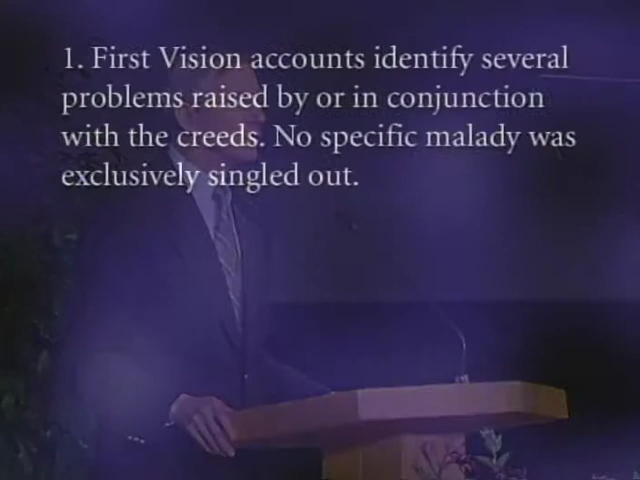 1. First Vision accounts identify several
problems raised by or in conjunction
with the creeds. No specific malady was
exclusively singled out.